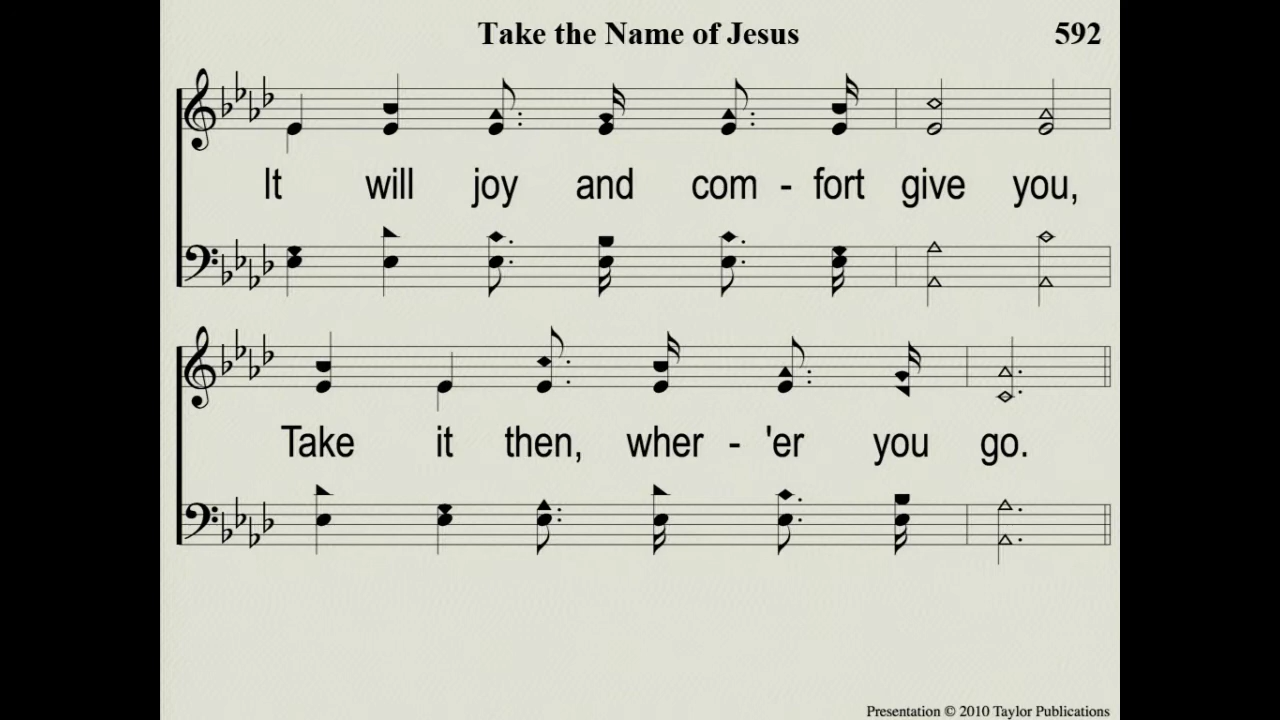 Take the Name of Jesus 592
It will joy and com - fort give you,
Take it then, wher - 'er you go.
Presentation © 2010 Taylor Publications